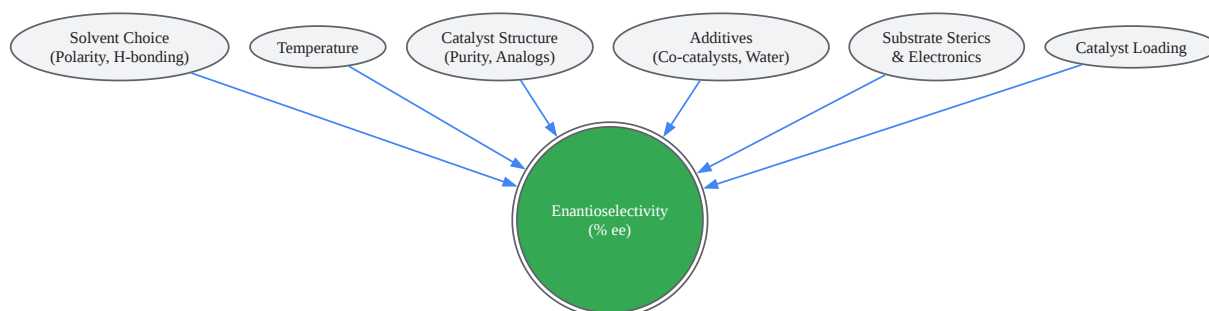 Solvent Choice
(Polarity, H-bonding)
Temperature
Catalyst Structure
(Purity, Analogs)
Additives
(Co-catalysts, Water)
Substrate Sterics
& Electronics
Catalyst Loading
Enantioselectivity
(% ee)